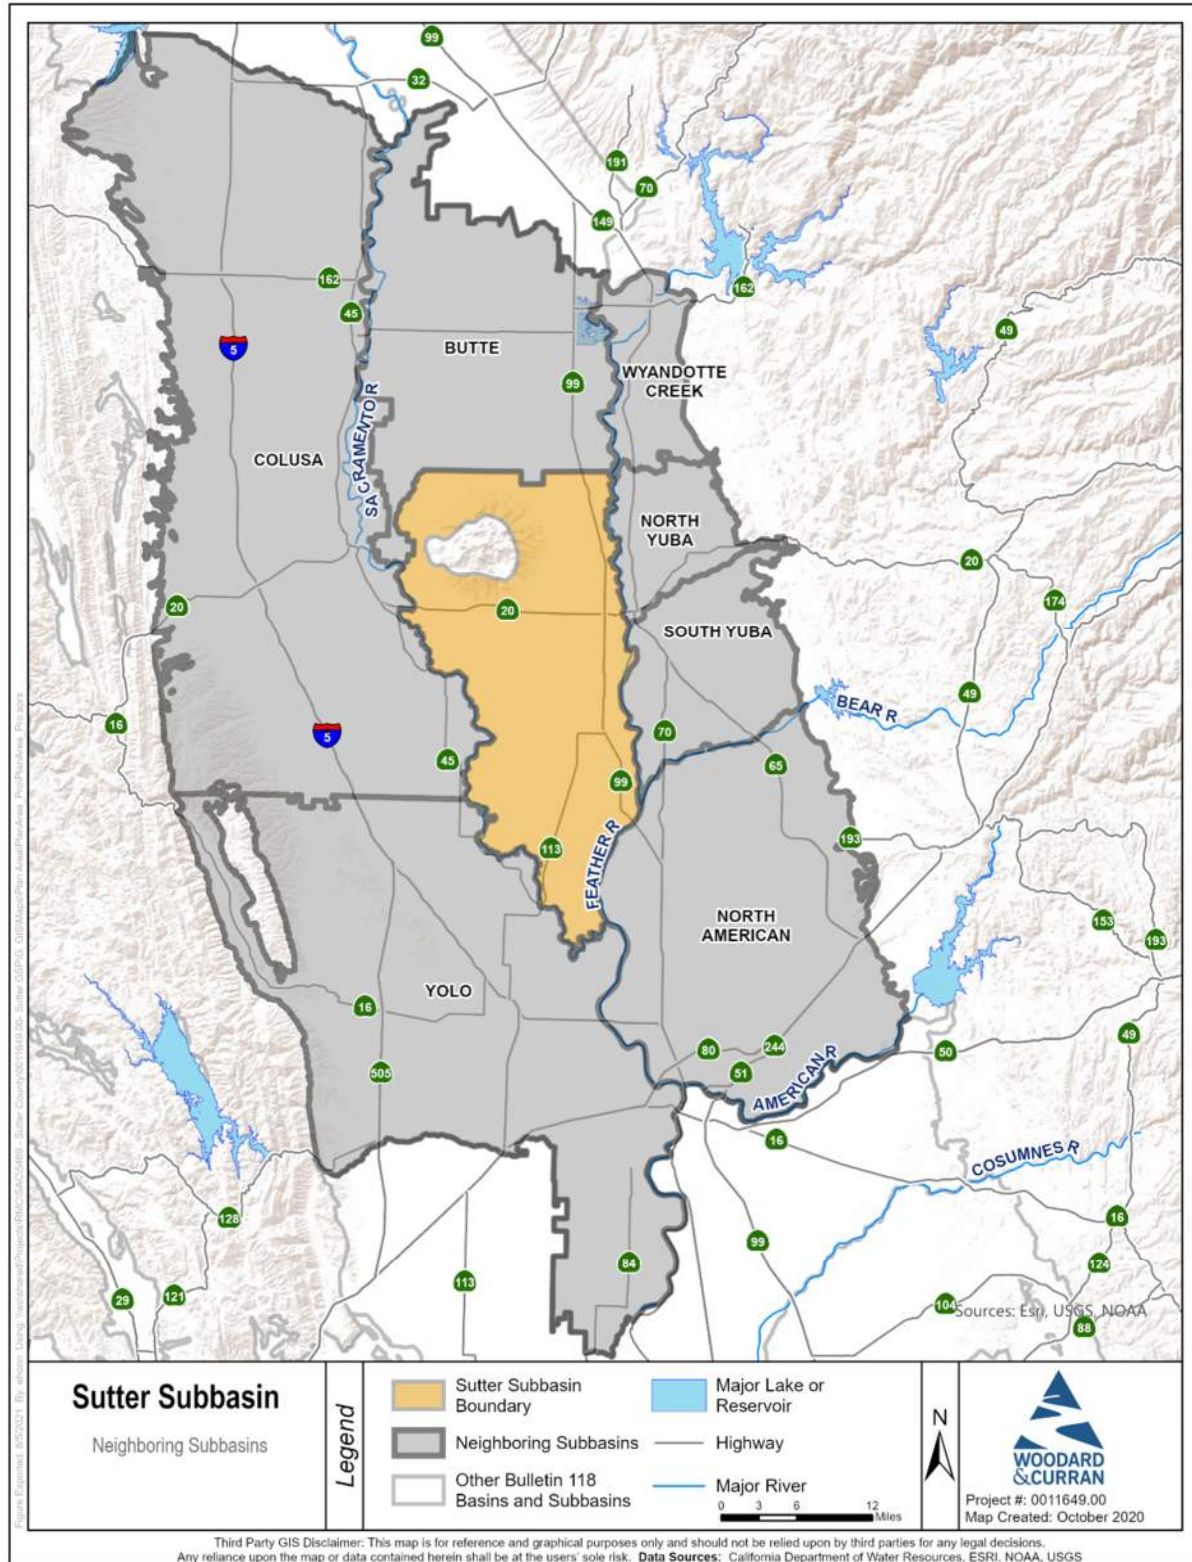 99
32
191
70
149
162
162
45
49
5
BUTTE
99
WYANDOTTE
CREEK
SACRAMENTO R
COLUSA
NORTH
YUBA
20
20
20
174
SOUTH YUBA
49
BEAR R
16
5
70
45
65
99
113
193
FEATHER R
NORTH
AMERICAN
153
193
YOLO
16
49
80
244
50
505
51
AMERICAN R
16
COSUMNES R
128
16
99
84
124
113
121
29
104
Sources: Esri, USGS, NOAA
88
Sutter Subbasin
Neighboring Subbasins
Legend
Sutter Subbasin
Boundary
Neighboring Subbasins
Other Bulletin 118
Basins and Subbasins
Major Lake or
Reservoir
Highway
Major River
0 3 6 12
Miles
N
WOODARD
&CURRAN
Project #: 0011649.00
Map Created: October 2020
Third Party GIS Disclaimer: This map is for reference and graphical purposes only and should not be relied upon by third parties for any legal decisions.
Any reliance upon the map or data contained herein shall be at the users' sole risk. Data Sources: California Department of Water Resources, ESRI, NOAA, USGS
Figure Exported: 8/5/2021 By: Using: